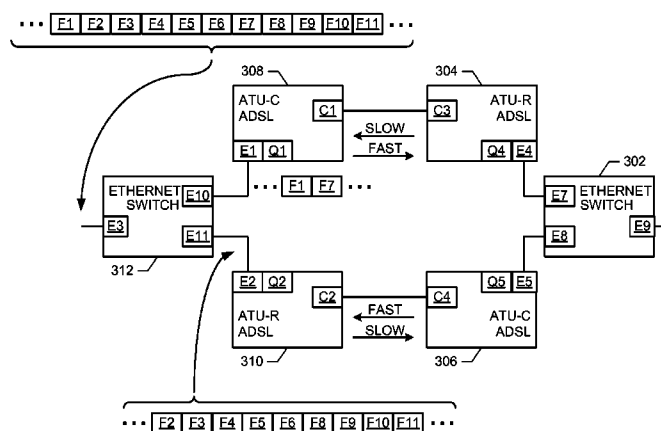 ··· F1 F2 F3 F4 F5 F6 F7 F8 F9 F10 F11 ···
308
304
ATU-C
ADSL
C1
C3
ATU-R
ADSL
SLOW
FAST
E1 Q1
Q4 E4
302
··· F1 F7 ···
ETHERNET
SWITCH
E10
E3
E11
312
E7
ETHERNET
SWITCH
E8
E9
E2 Q2
Q5 E5
C2
C4
FAST
SLOW
ATU-R
ADSL
ATU-C
ADSL
310
306
··· F2 F3 F4 F5 F6 F8 F9 F10 F11 ···